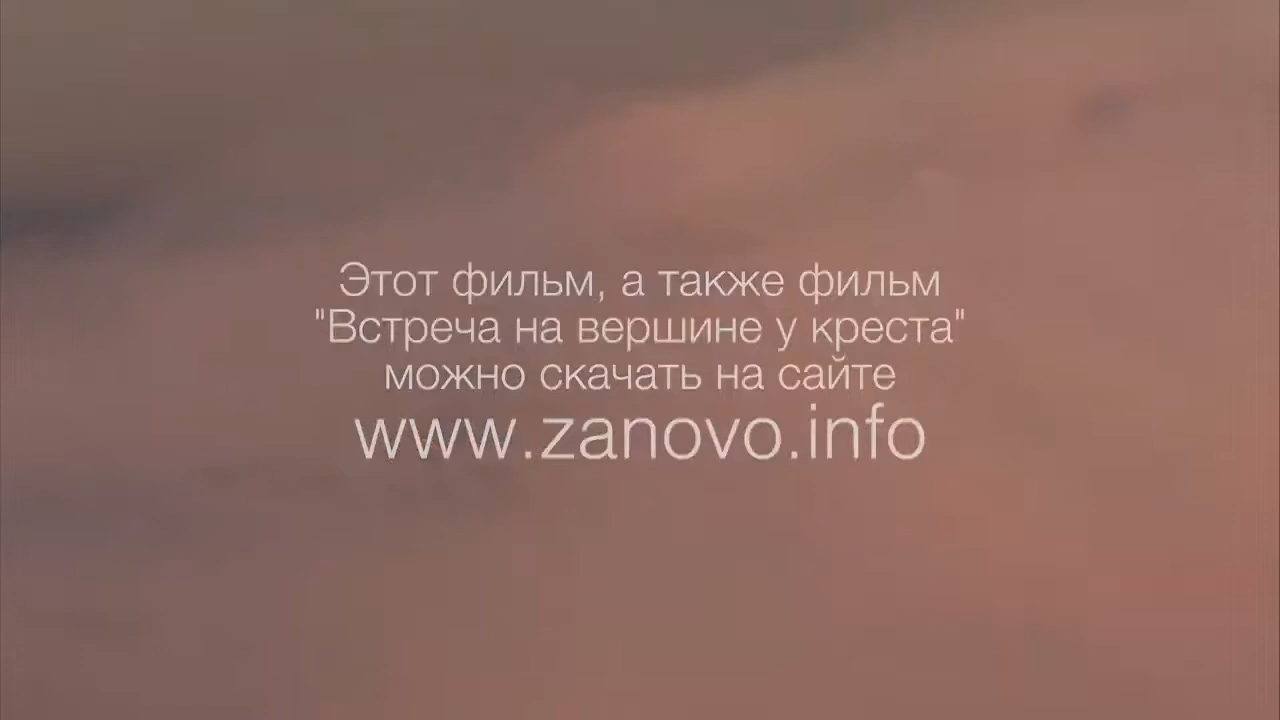 Этот фильм, а также фильм
"Встреча на вершине у креста"
можно скачать на сайте
www.zanovo.info